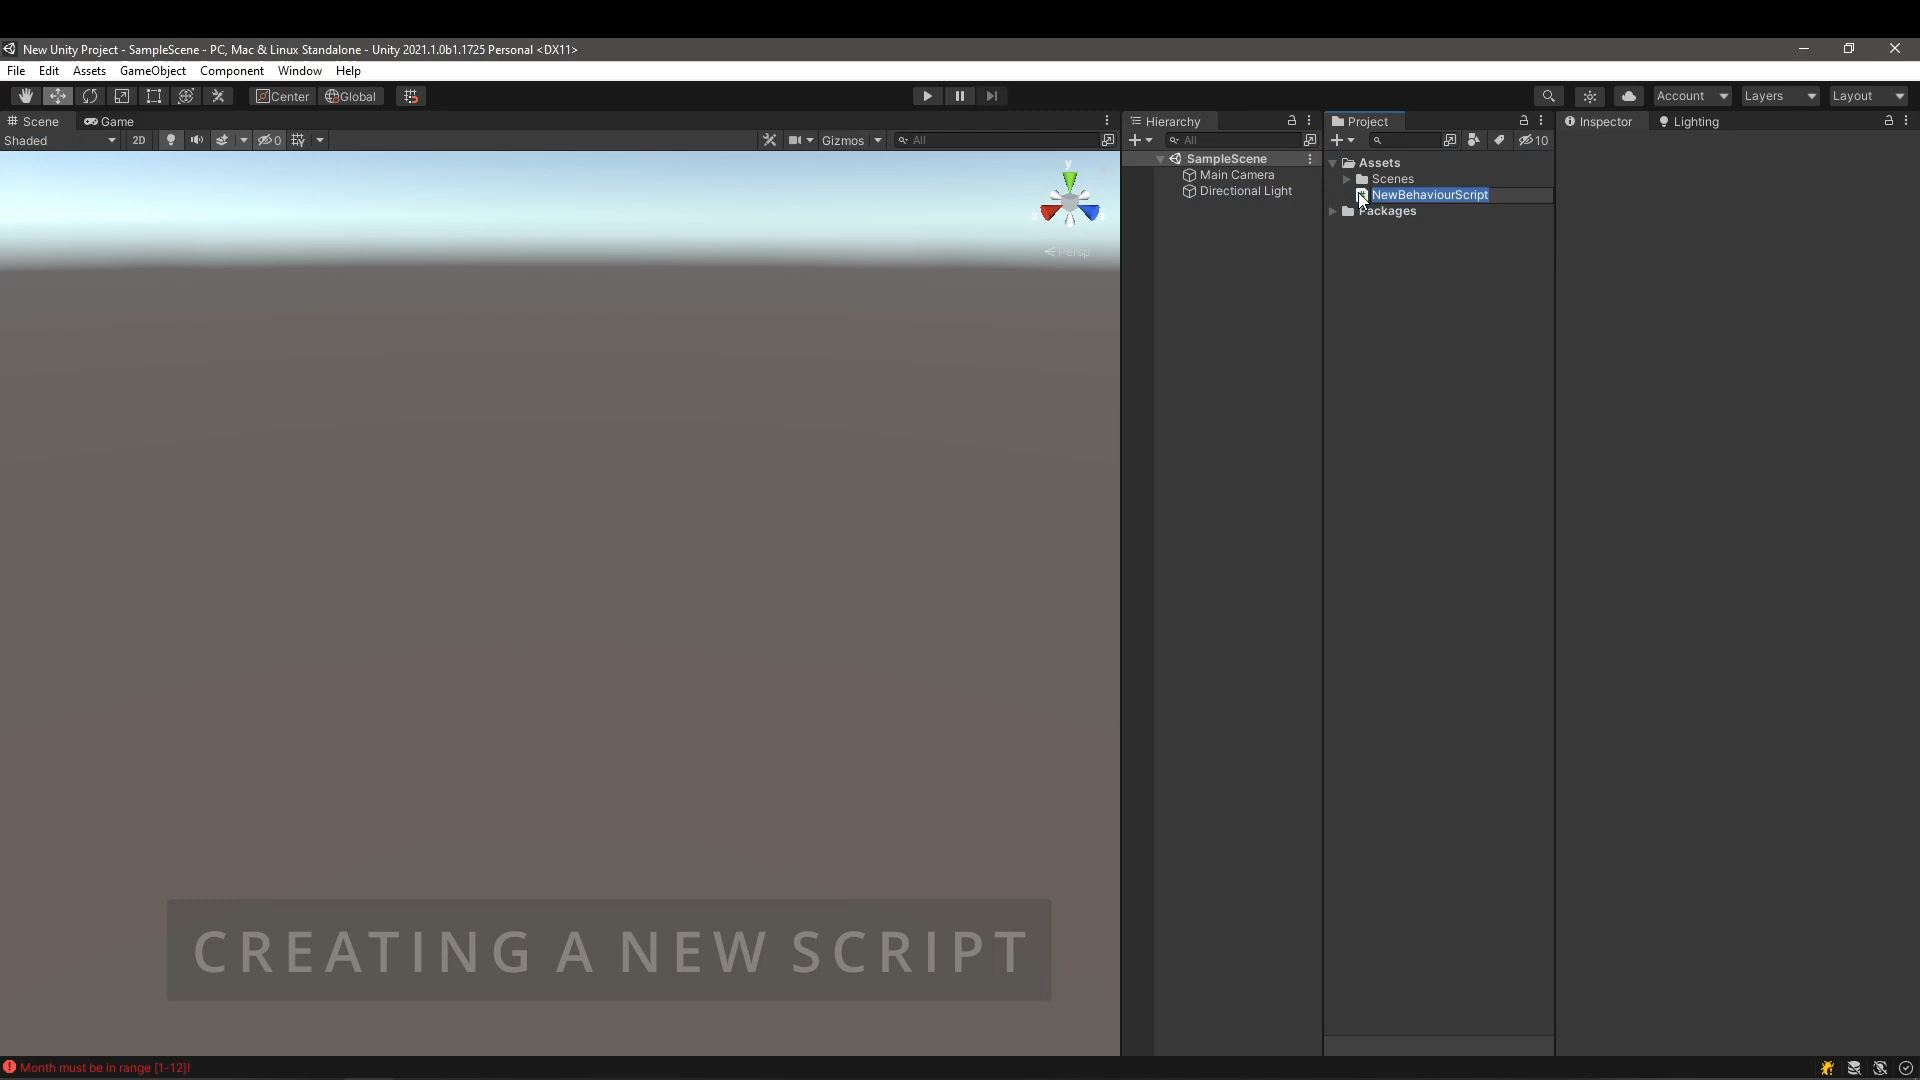 New Unity Project - SampleScene - PC, Mac & Linux Standalone - Unity 2021.1.0b1.1725 Personal <DX11>
File Edit Assets GameObject Component Window Help
Center Global Account Layers Layout
Scene Game Hierarchy Project Inspector Lighting
Shaded 2D 0 Gizmos All All 10
SampleScene
Main Camera
Directional Light
Assets
Scenes
NewBehaviourScript
Packages
y
x
Persp
CREATING A NEW SCRIPT
Month must be in range [1-12]!